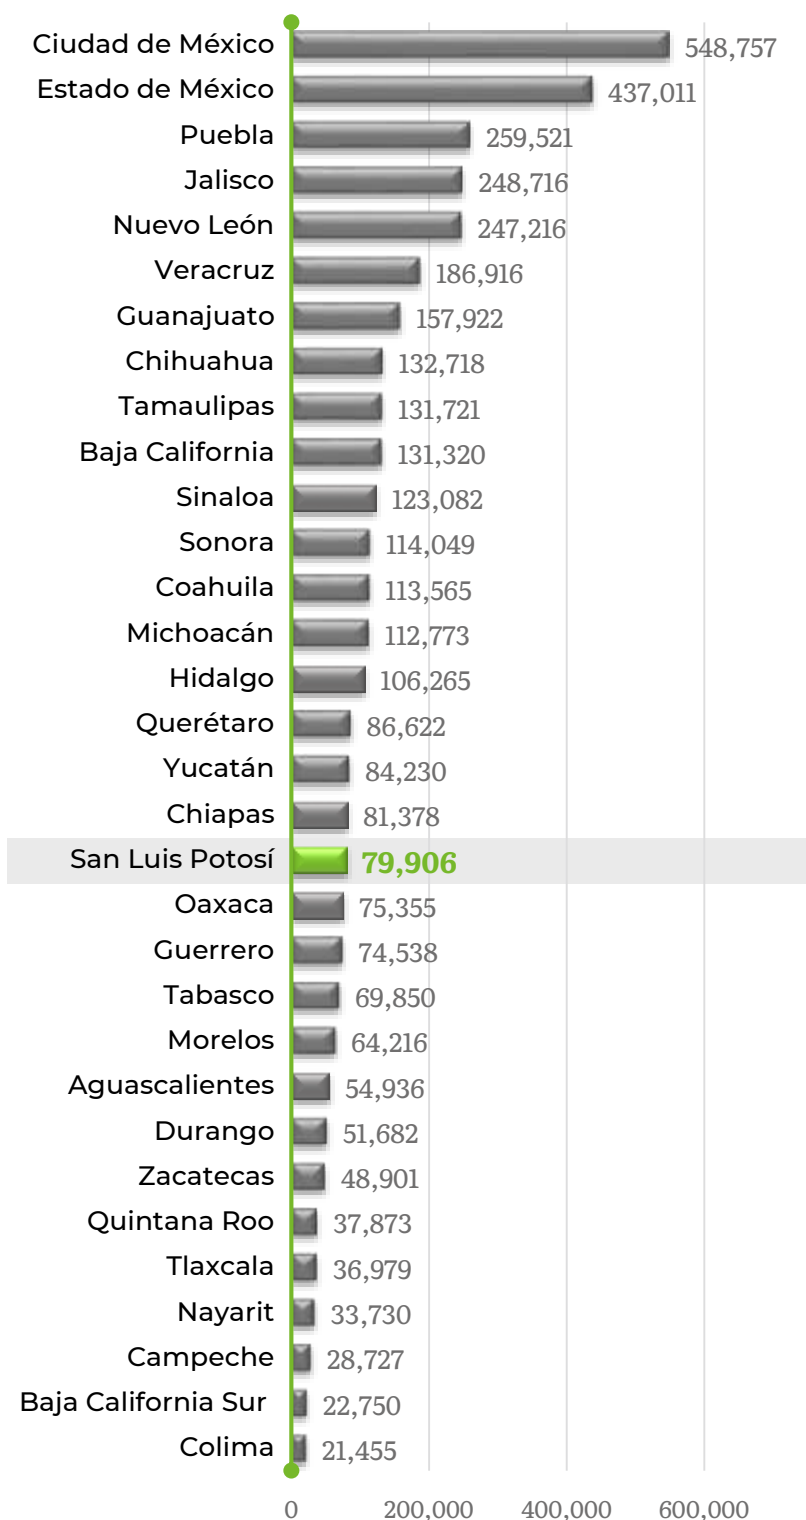 Ciudad de México 548,757
Estado de México 437,011
Puebla 259,521
Jalisco 248,716
Nuevo León 247,216
Veracruz 186,916
Guanajuato 157,922
Chihuahua 132,718
Tamaulipas 131,721
Baja California 131,320
Sinaloa 123,082
Sonora 114,049
Coahuila 113,565
Michoacán 112,773
Hidalgo 106,265
Querétaro 86,622
Yucatán 84,230
Chiapas 81,378
San Luis Potosí 79,906
Oaxaca 75,355
Guerrero 74,538
Tabasco 69,850
Morelos 64,216
Aguascalientes 54,936
Durango 51,682
Zacatecas 48,901
Quintana Roo 37,873
Tlaxcala 36,979
Nayarit 33,730
Campeche 28,727
Baja California Sur 22,750
Colima 21,455
0 200,000 400,000 600,000